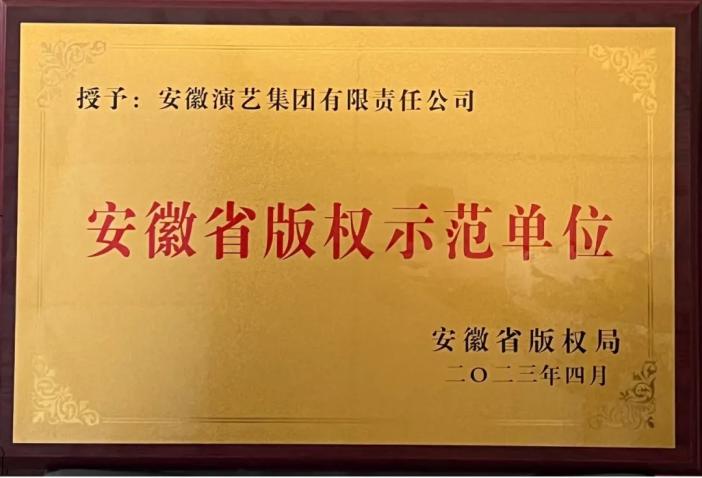 授予：安徽演艺集团有限责任公司
安徽省版权示范单位
安徽省版权局
二〇二三年四月